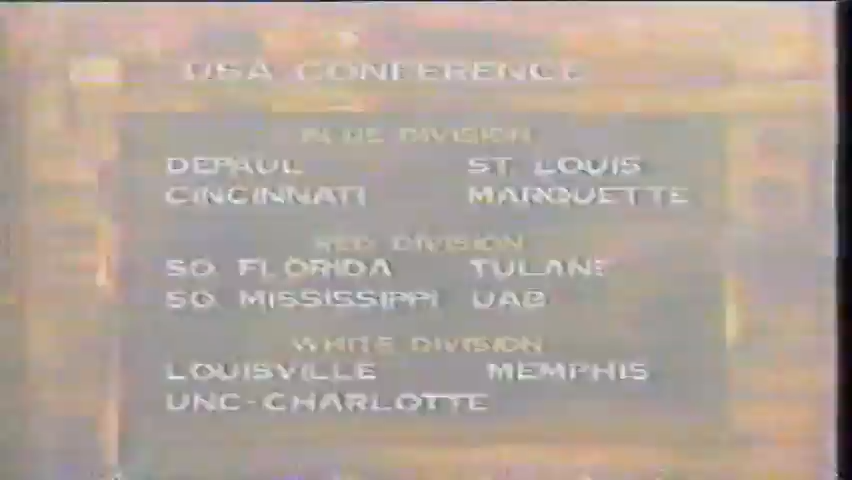 USA CONFERENCE
BLUE DIVISION
DEPAUL ST. LOUIS
CINCINNATI MARQUETTE
RED DIVISION
SO. FLORIDA TULANE
SO. MISSISSIPPI UAB
WHITE DIVISION
LOUISVILLE MEMPHIS
UNC-CHARLOTTE